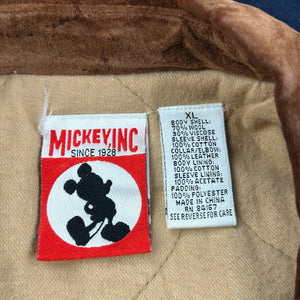 MICKEY, INC
SINCE 1928
XL
BODY SHELL:
70% WOOL
30% VISCOSE
SLEEVE SHELL:
100% COTTON
COLLAR/ELBOW:
100% LEATHER
BODY LINING:
100% COTTON
SLEEVE LINING:
100% ACETATE
PADDING:
100% POLYESTER
MADE IN CHINA
RN 84167
SEE REVERSE FOR CARE